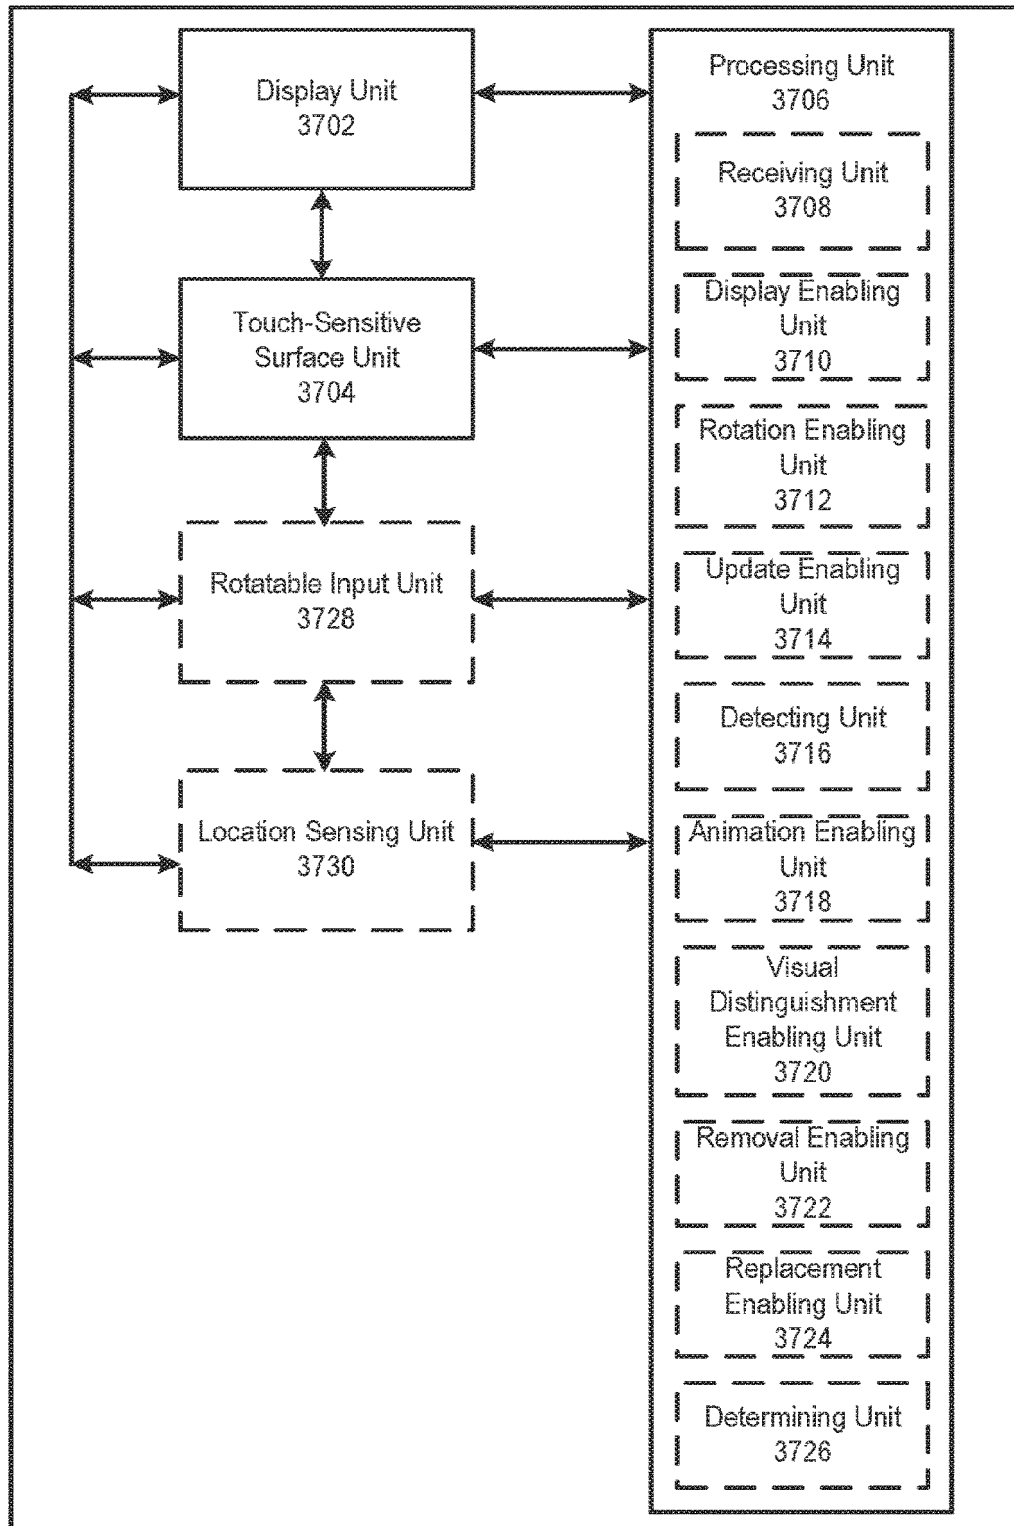 Display Unit
3702
Touch-Sensitive
Surface Unit
3704
Rotatable Input Unit
3728
Location Sensing Unit
3730
Processing Unit
3706
Receiving Unit
3708
Display Enabling
Unit
3710
Rotation Enabling
Unit
3712
Update Enabling
Unit
3714
Detecting Unit
3716
Animation Enabling
Unit
3718
Visual
Distinguishment
Enabling Unit
3720
Removal Enabling
Unit
3722
Replacement
Enabling Unit
3724
Determining Unit
3726